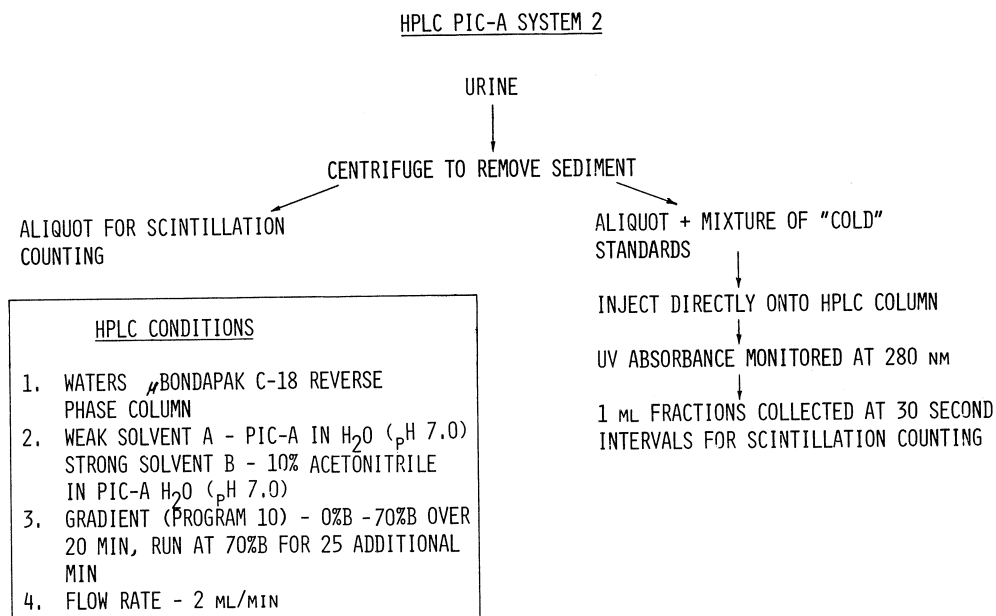 HPLC PIC-A SYSTEM 2
URINE
CENTRIFUGE TO REMOVE SEDIMENT
ALIQUOT FOR SCINTILLATION
COUNTING
ALIQUOT + MIXTURE OF "COLD"
STANDARDS
INJECT DIRECTLY ONTO HPLC COLUMN
UV ABSORBANCE MONITORED AT 280 NM
1 ML FRACTIONS COLLECTED AT 30 SECOND
INTERVALS FOR SCINTILLATION COUNTING
HPLC CONDITIONS
1. WATERS µBONDAPAK C-18 REVERSE
PHASE COLUMN
2. WEAK SOLVENT A - PIC-A IN H₂O (pH 7.0)
STRONG SOLVENT B - 10% ACETONITRILE
IN PIC-A H₂O (pH 7.0)
3. GRADIENT (PROGRAM 10) - 0%B -70%B OVER
20 MIN, RUN AT 70%B FOR 25 ADDITIONAL
MIN
4. FLOW RATE - 2 ML/MIN